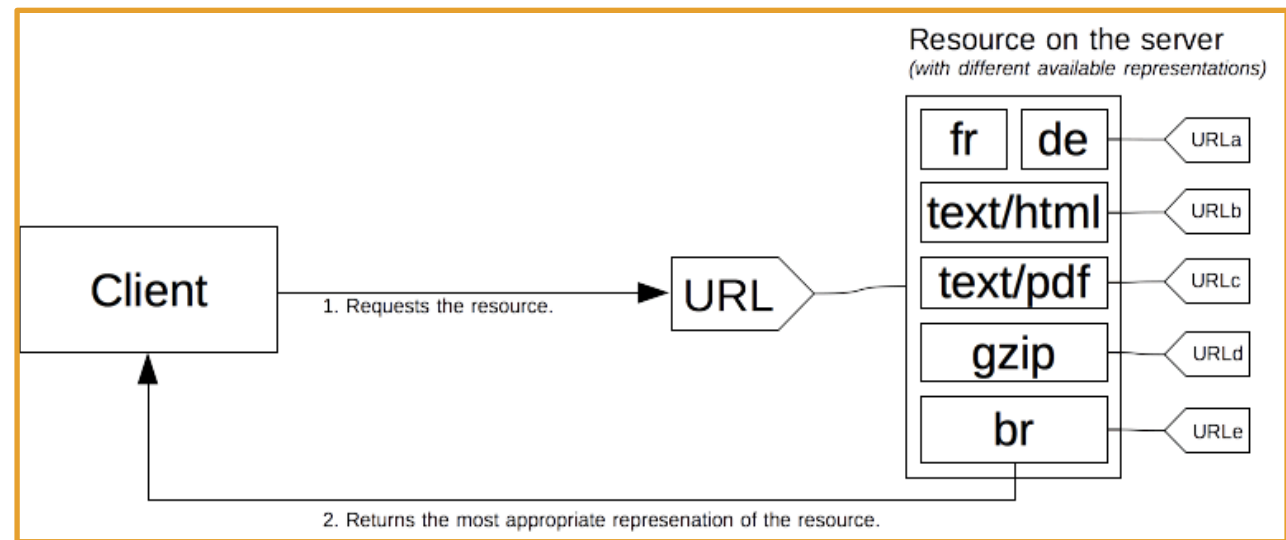 Resource on the server
(with different available representations)
fr de URLa
text/html URLb
Client
1. Requests the resource.
URL
text/pdf URLc
gzip URLd
br URLe
2. Returns the most appropriate represenation of the resource.